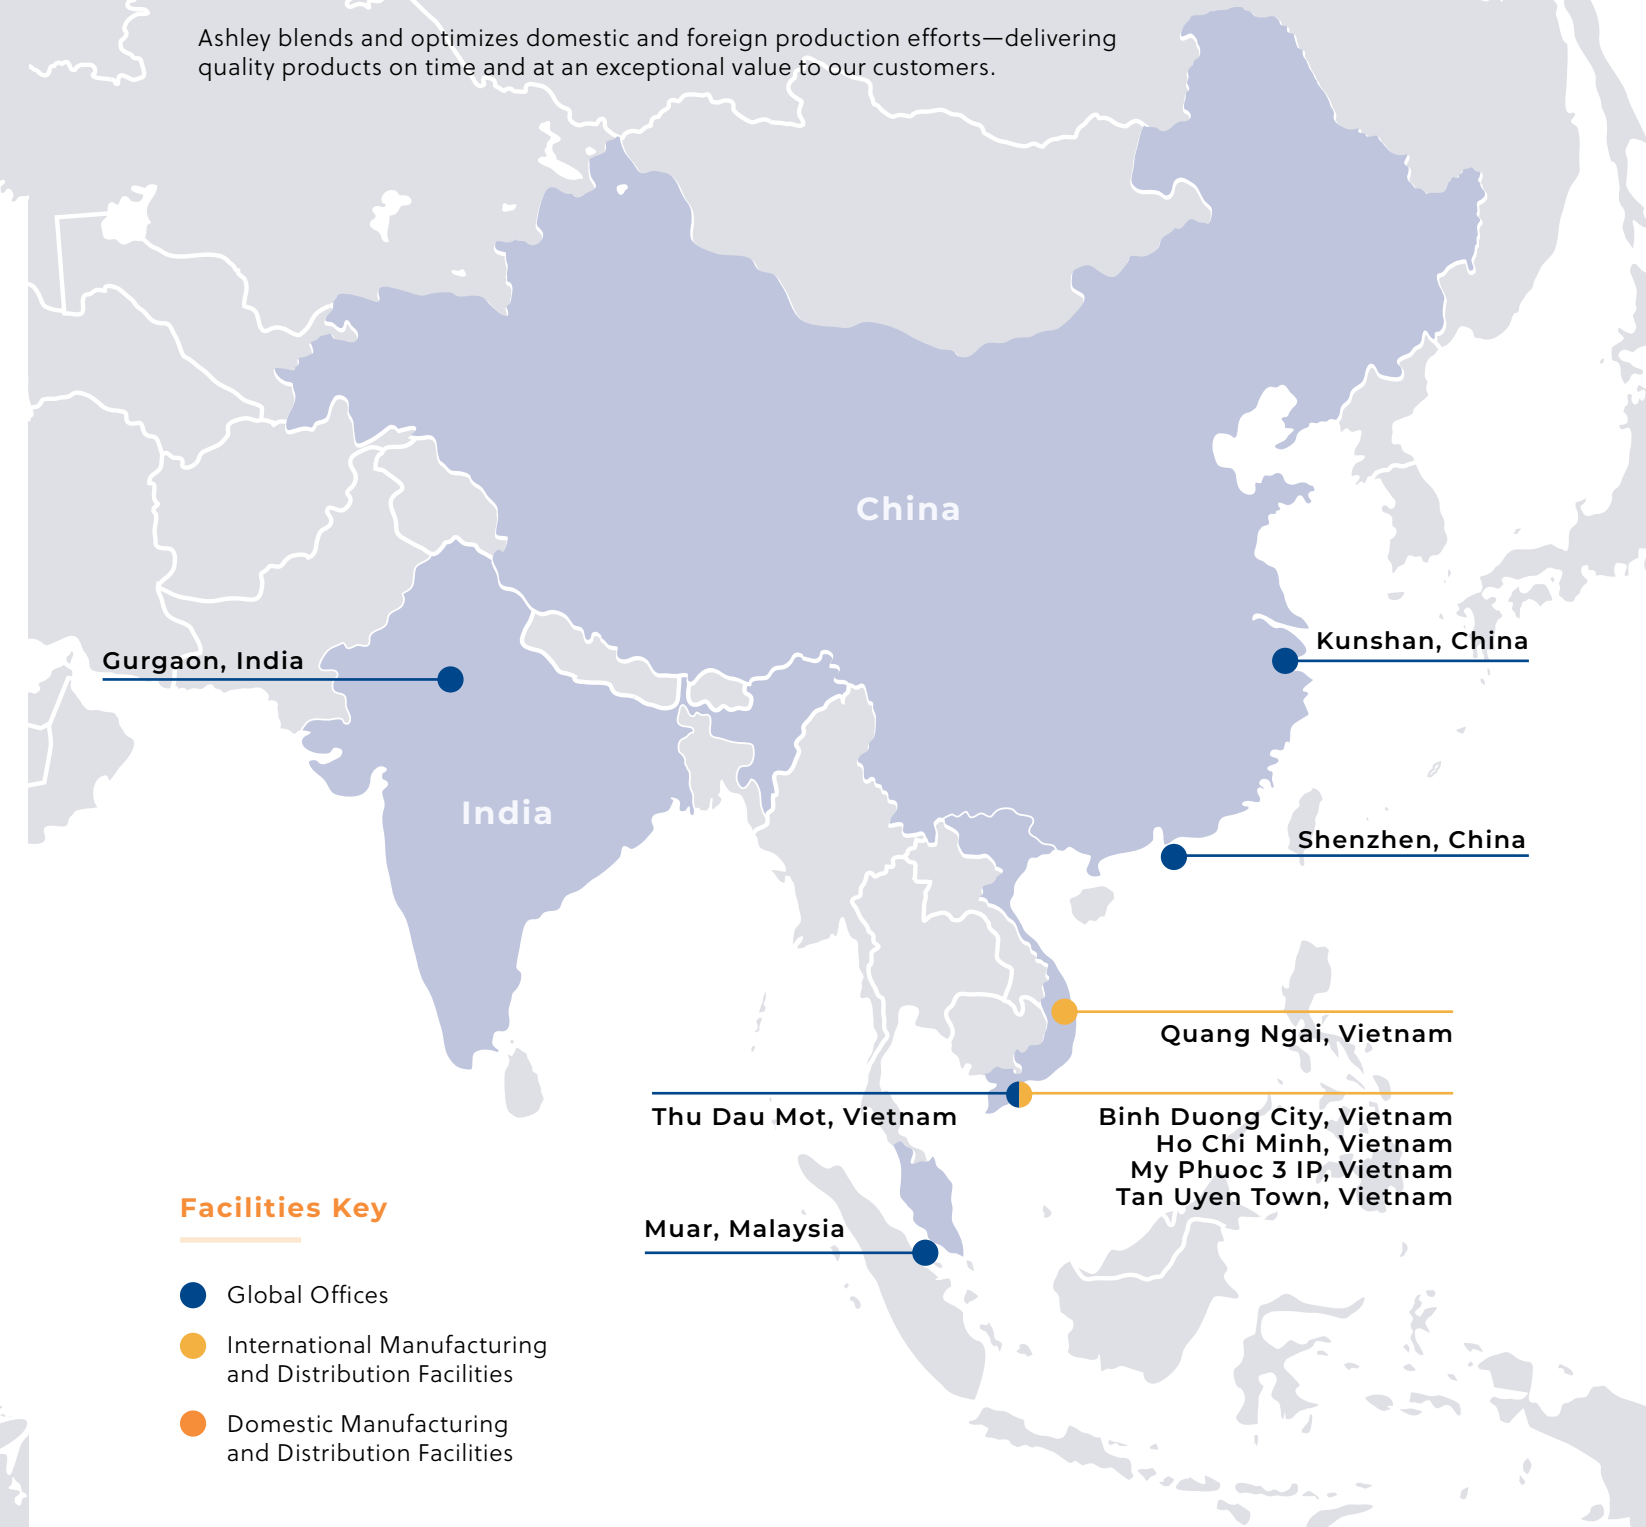 Ashley blends and optimizes domestic and foreign production efforts—delivering
quality products on time and at an exceptional value to our customers.
China
Kunshan, China
Gurgaon, India
India
Shenzhen, China
Quang Ngai, Vietnam
Thu Dau Mot, Vietnam
Binh Duong City, Vietnam
Ho Chi Minh, Vietnam
My Phuoc 3 IP, Vietnam
Tan Uyen Town, Vietnam
Muar, Malaysia
Facilities Key
Global Offices
International Manufacturing
and Distribution Facilities
Domestic Manufacturing
and Distribution Facilities